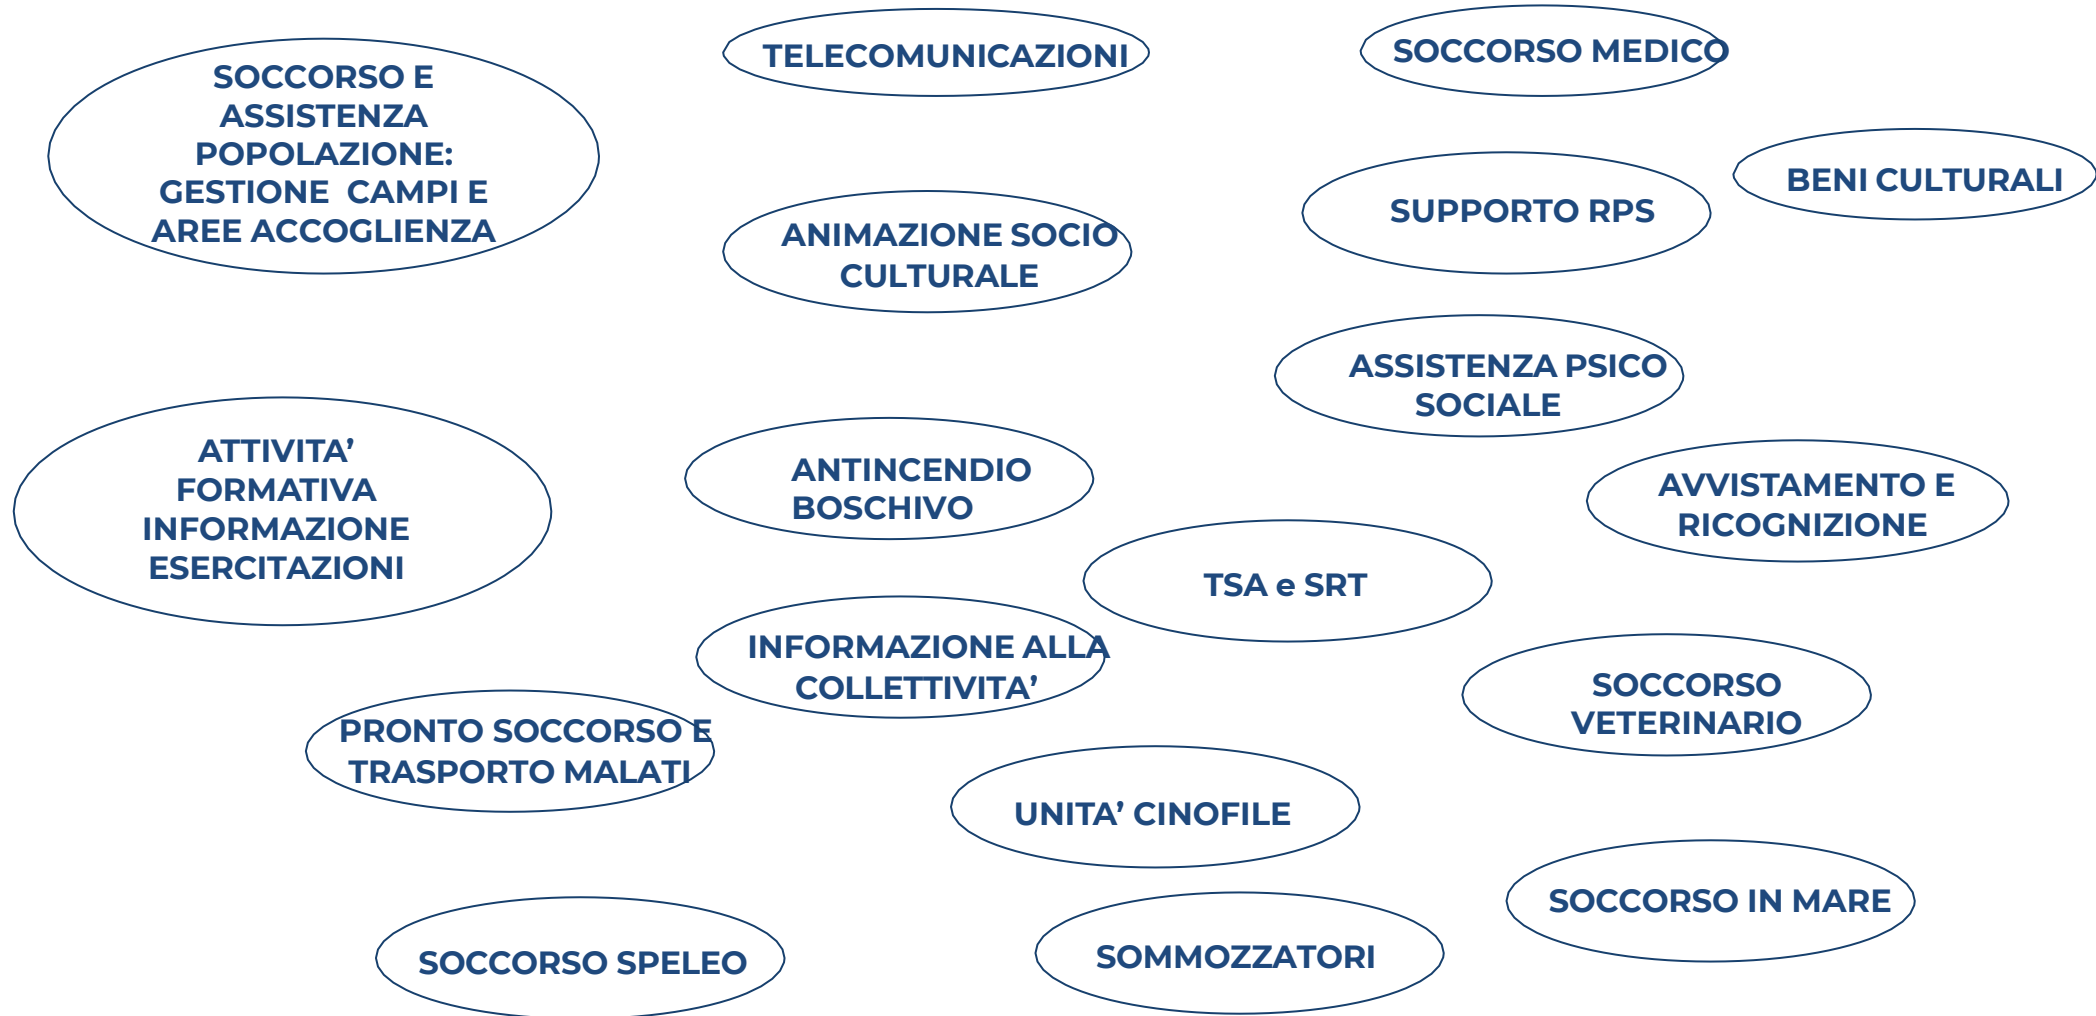 TELECOMUNICAZIONI
SOCCORSO MEDICO
SOCCORSO E
ASSISTENZA
POPOLAZIONE:
GESTIONE  CAMPI E
AREE ACCOGLIENZA
BENI CULTURALI
SUPPORTO RPS
ANIMAZIONE SOCIO
CULTURALE
ASSISTENZA PSICO
SOCIALE
ATTIVITA’
FORMATIVA
INFORMAZIONE
ESERCITAZIONI
ANTINCENDIO
BOSCHIVO
AVVISTAMENTO E
RICOGNIZIONE
TSA e SRT
INFORMAZIONE ALLA
COLLETTIVITA’
SOCCORSO
VETERINARIO
PRONTO SOCCORSO E
TRASPORTO MALATI
UNITA’ CINOFILE
SOCCORSO IN MARE
SOCCORSO SPELEO
SOMMOZZATORI